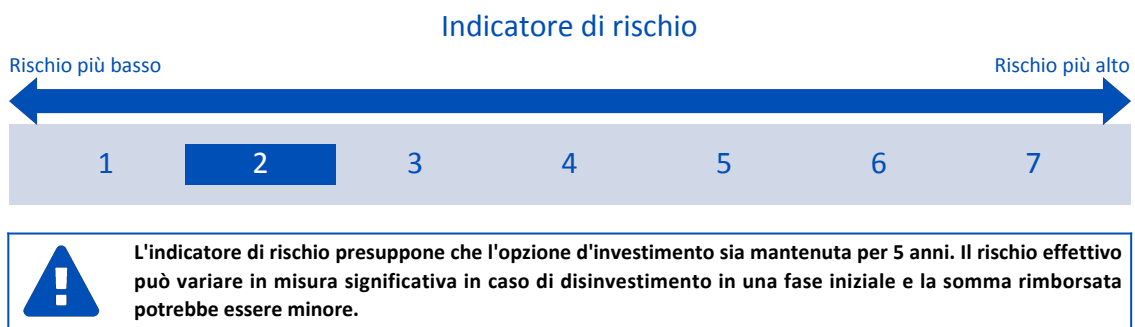 Indicatore di rischio
Rischio più basso Rischio più alto
1 2 3 4 5 6 7
L'indicatore di rischio presuppone che l'opzione d'investimento sia mantenuta per 5 anni. Il rischio effettivo
può variare in misura significativa in caso di disinvestimento in una fase iniziale e la somma rimborsata
potrebbe essere minore.